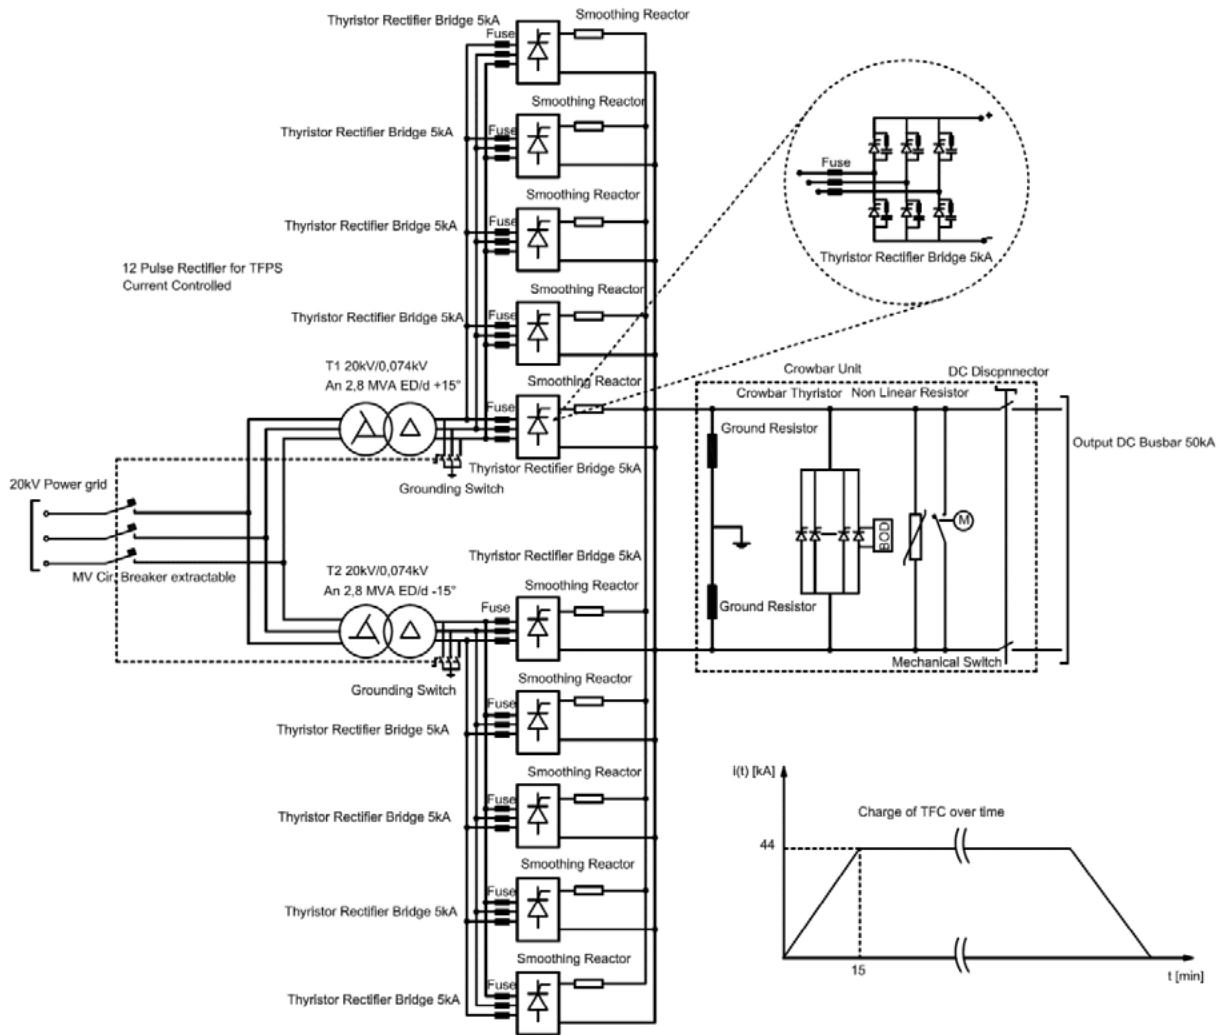 Thyristor Rectifier Bridge 5kA
Smoothing Reactor
Fuse
Smoothing Reactor
Thyristor Rectifier Bridge 5kA
Fuse
Smoothing Reactor
Thyristor Rectifier Bridge 5kA
Fuse
12 Pulse Rectifier for TFPS
Current Controlled
Smoothing Reactor
Thyristor Rectifier Bridge 5kA
Fuse
Fuse
+
-
Thyristor Rectifier Bridge 5kA
T1 20kV/0,074kV
An 2,8 MVA ED/d +15°
Smoothing Reactor
Fuse
Thyristor Rectifier Bridge 5kA
Grounding Switch
Crowbar Unit
DC Discpnnector
Crowbar Thyristor
Non Linear Resistor
Ground Resistor
Output DC Busbar 50kA
BOD
M
Ground Resistor
Mechanical Switch
20kV Power grid
MV Cir. Breaker extractable
T2 20kV/0,074kV
An 2,8 MVA ED/d -15°
Thyristor Rectifier Bridge 5kA
Smoothing Reactor
Fuse
Grounding Switch
Smoothing Reactor
Fuse
Thyristor Rectifier Bridge 5kA
Smoothing Reactor
Fuse
Thyristor Rectifier Bridge 5kA
Smoothing Reactor
Fuse
Thyristor Rectifier Bridge 5kA
Smoothing Reactor
Fuse
Thyristor Rectifier Bridge 5kA
i(t) [kA]
Charge of TFC over time
44
15
t [min]